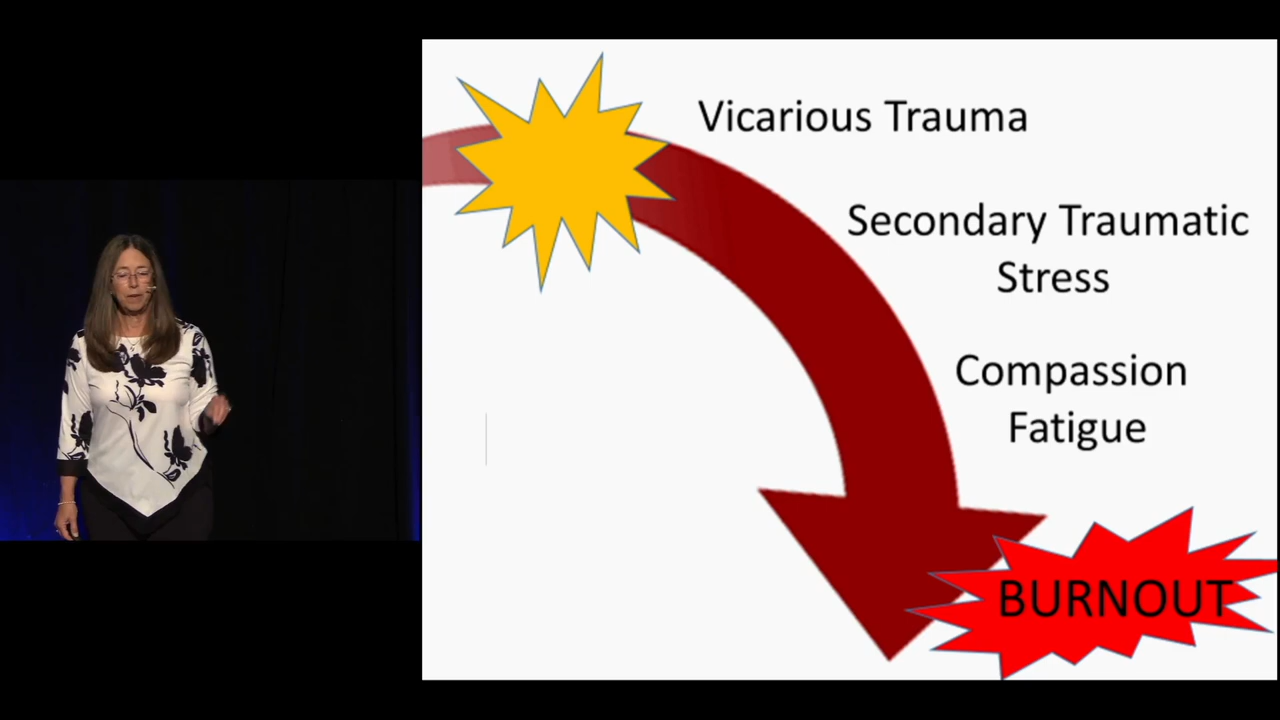 Vicarious Trauma
Secondary Traumatic
Stress
Compassion
Fatigue
BURNOUT